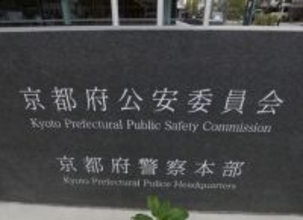 京都府公安委員会
Kyoto Prefectural Public Safety Commission
京都府警察本部
Kyoto Prefectural Police Headquarters